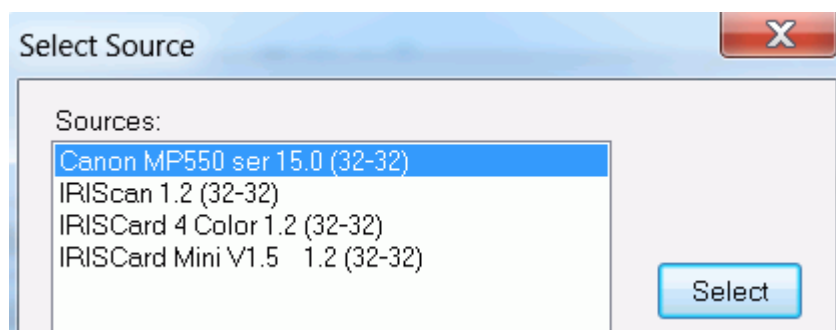 Select Source
Sources:
Canon MP550 ser 15.0 (32-32)
IRIScan 1.2 (32-32)
IRISCard 4 Color 1.2 (32-32)
IRISCard Mini V1.5   1.2 (32-32)
Select